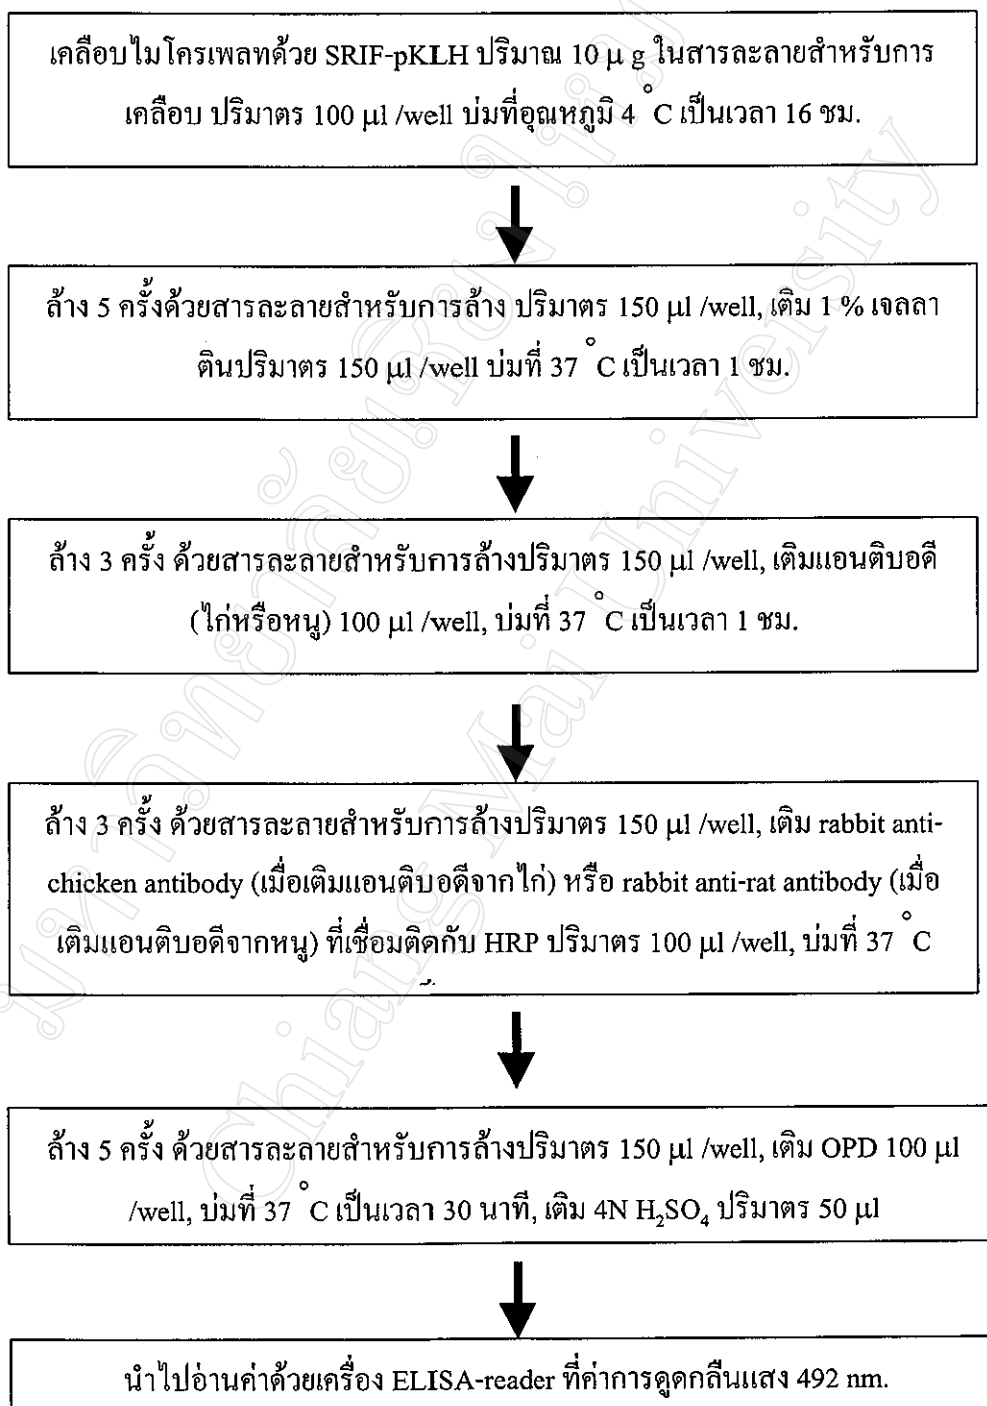 เคลือบไมโครเพลทด้วย SRIF-pKLH ปริมาณ 10 µ g ในสารละลายสำหรับการ
เคลือบ ปริมาตร 100 µl /well บ่มที่อุณหภูมิ 4 °C เป็นเวลา 16 ชม.
ล้าง 5 ครั้งด้วยสารละลายสำหรับการล้าง ปริมาตร 150 µl /well, เติม 1 % เจลลา
ตินปริมาตร 150 µl /well บ่มที่ 37 °C เป็นเวลา 1 ชม.
ล้าง 3 ครั้ง ด้วยสารละลายสำหรับการล้างปริมาตร 150 µl /well, เติมแอนติบอดี
(ไก่หรือหนู) 100 µl /well, บ่มที่ 37 °C เป็นเวลา 1 ชม.
ล้าง 3 ครั้ง ด้วยสารละลายสำหรับการล้างปริมาตร 150 µl /well, เติม rabbit anti-
chicken antibody (เมื่อเติมแอนติบอดีจากไก่) หรือ rabbit anti-rat antibody (เมื่อ
เติมแอนติบอดีจากหนู) ที่เชื่อมติดกับ HRP ปริมาตร 100 µl /well, บ่มที่ 37 °C
ล้าง 5 ครั้ง ด้วยสารละลายสำหรับการล้างปริมาตร 150 µl /well, เติม OPD 100 µl
/well, บ่มที่ 37 °C เป็นเวลา 30 นาที, เติม 4N H₂SO₄ ปริมาตร 50 µl
นำไปอ่านค่าด้วยเครื่อง ELISA-reader ที่ค่าการดูดกลืนแสง 492 nm.
มหาวิทยาลัยเชียงใหม่
Chiang Mai University